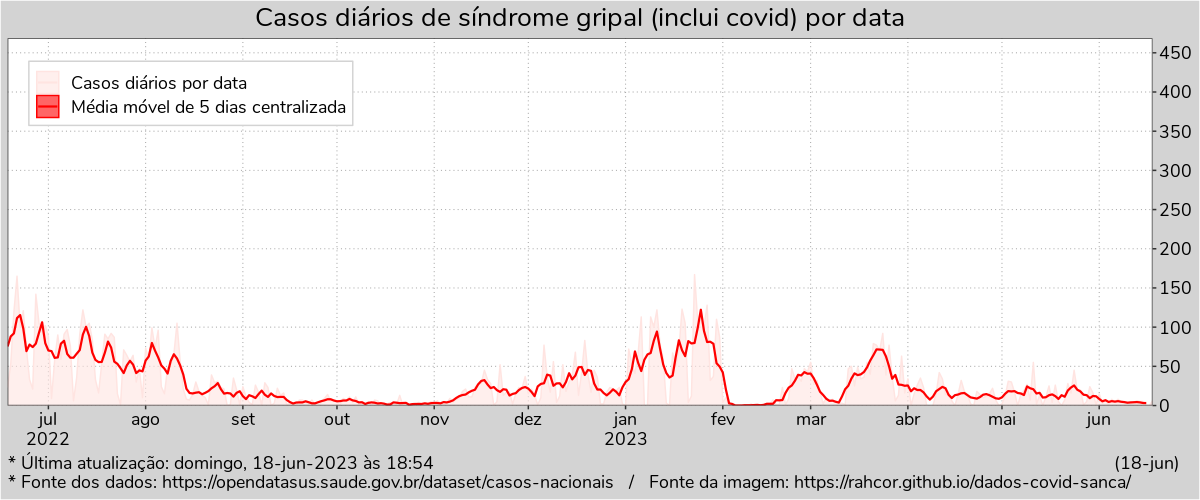 Casos diários de síndrome gripal (inclui covid) por data
Casos diários por data
Média móvel de 5 dias centralizada
450
400
350
300
250
200
150
100
50
0
jul ago set out nov dez jan fev mar abr mai jun
2022 2023
* Última atualização: domingo, 18-jun-2023 às 18:54 (18-jun)
* Fonte dos dados: https://opendatasus.saude.gov.br/dataset/casos-nacionais / Fonte da imagem: https://rahcor.github.io/dados-covid-sanca/